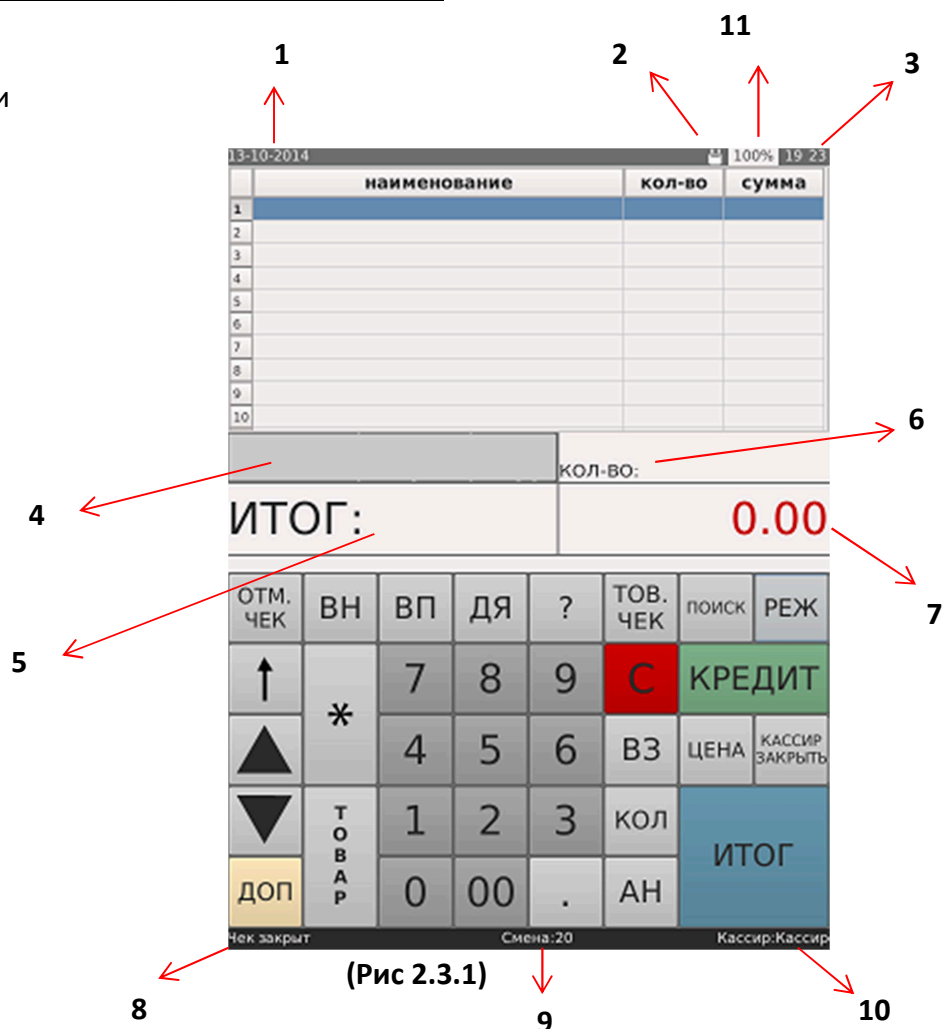 11
1 2 3
и
13-10-2014 100% 19 23
наименование кол-во сумма
1
2
3
4
5
6
7
8
9
10
6
КОЛ-ВО:
4
ИТОГ: 0.00
7
5
ОТМ. ЧЕК ВН ВП ДЯ ? ТОВ. ЧЕК ПОИСК РЕЖ
7 8 9 С КРЕДИТ
*
4 5 6 ВЗ ЦЕНА КАССИР ЗАКРЫТЬ
ТОВАР 1 2 3 КОЛ ИТОГ
ДОП 0 00 . АН
Чек закрыт Смена:20 Кассир:Кассир
(Рис 2.3.1)
8 9 10